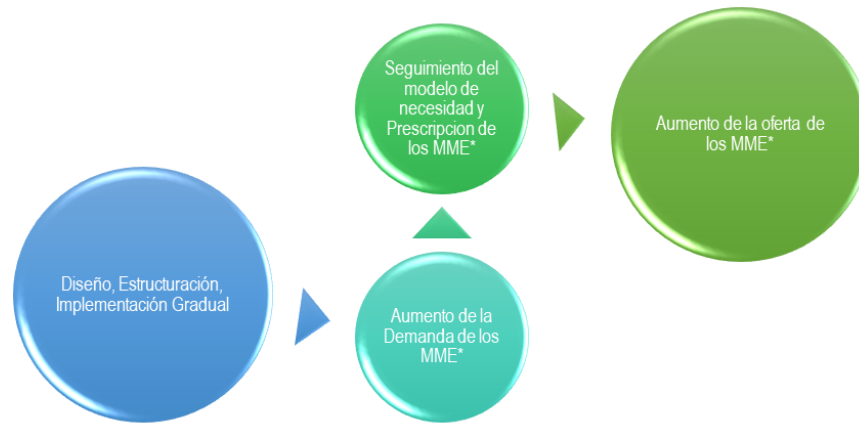 Diseño, Estructuración,
Implementación Gradual
Aumento de la
Demanda de los
MME*
Seguimiento del
modelo de
necesidad y
Prescripcion de
los MME*
Aumento de la oferta de
los MME*